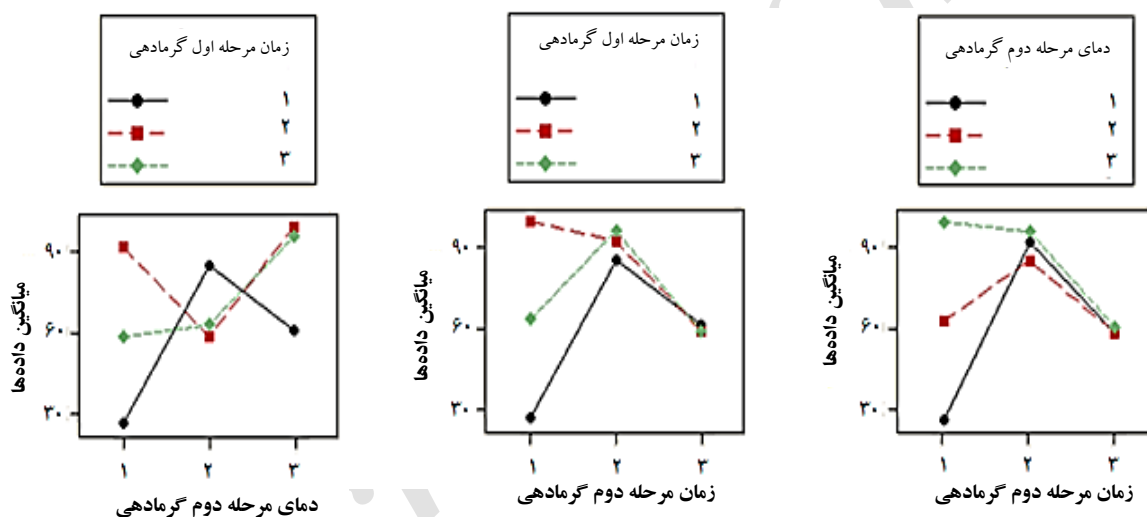 زمان مرحله اول گرمادهی
۱
۲
۳
میانگین داده‌ها
۹۰
۶۰
۳۰
۱ ۲ ۳
دمای مرحله دوم گرمادهی
زمان مرحله اول گرمادهی
۱
۲
۳
میانگین داده‌ها
۹۰
۶۰
۳۰
۱ ۲ ۳
زمان مرحله دوم گرمادهی
دمای مرحله دوم گرمادهی
۱
۲
۳
میانگین داده‌ها
۹۰
۶۰
۳۰
۱ ۲ ۳
زمان مرحله دوم گرمادهی